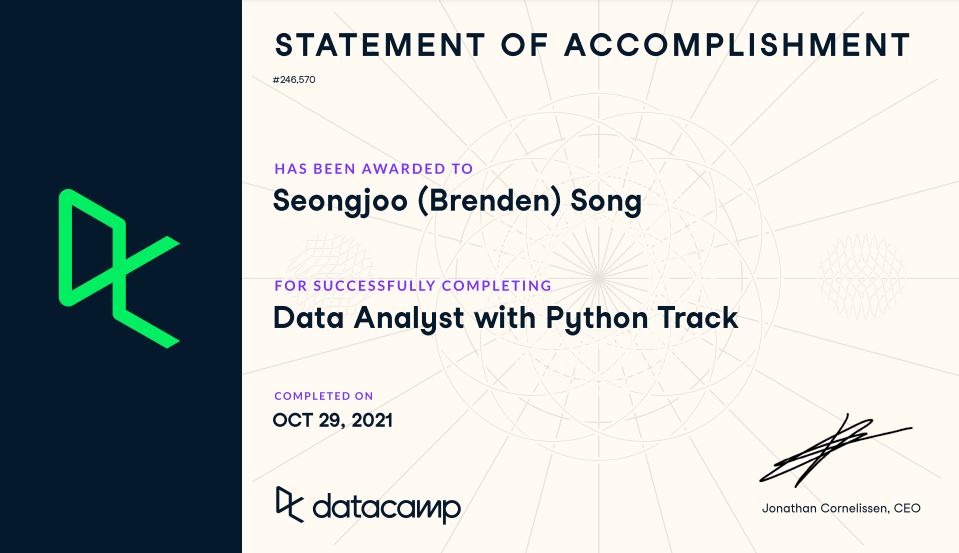 STATEMENT OF ACCOMPLISHMENT
#246,570
HAS BEEN AWARDED TO
Seongjoo (Brenden) Song
FOR SUCCESSFULLY COMPLETING
Data Analyst with Python Track
COMPLETED ON
OCT 29, 2021
datacamp
Jonathan Cornelissen, CEO